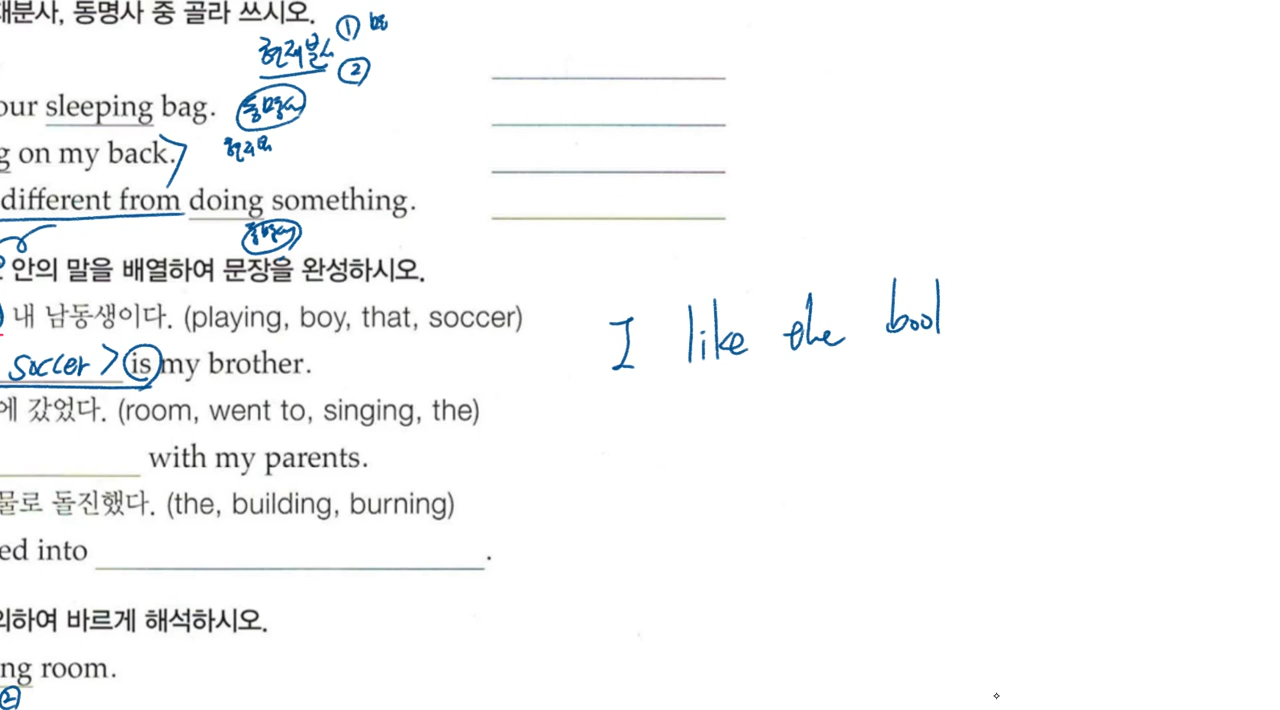 재분사, 동명사 중 골라 쓰시오.
①
현재분사
②
our sleeping bag. 동명사
g on my back.
different from doing something.
동명사
안의 말을 배열하여 문장을 완성하시오.
내 남동생이다. (playing, boy, that, soccer)
soccer > is my brother.
I like the bool
에 갔었다. (room, went to, singing, the)
with my parents.
물로 돌진했다. (the, building, burning)
ed into .
의하여 바르게 해석하시오.
ng room.
②